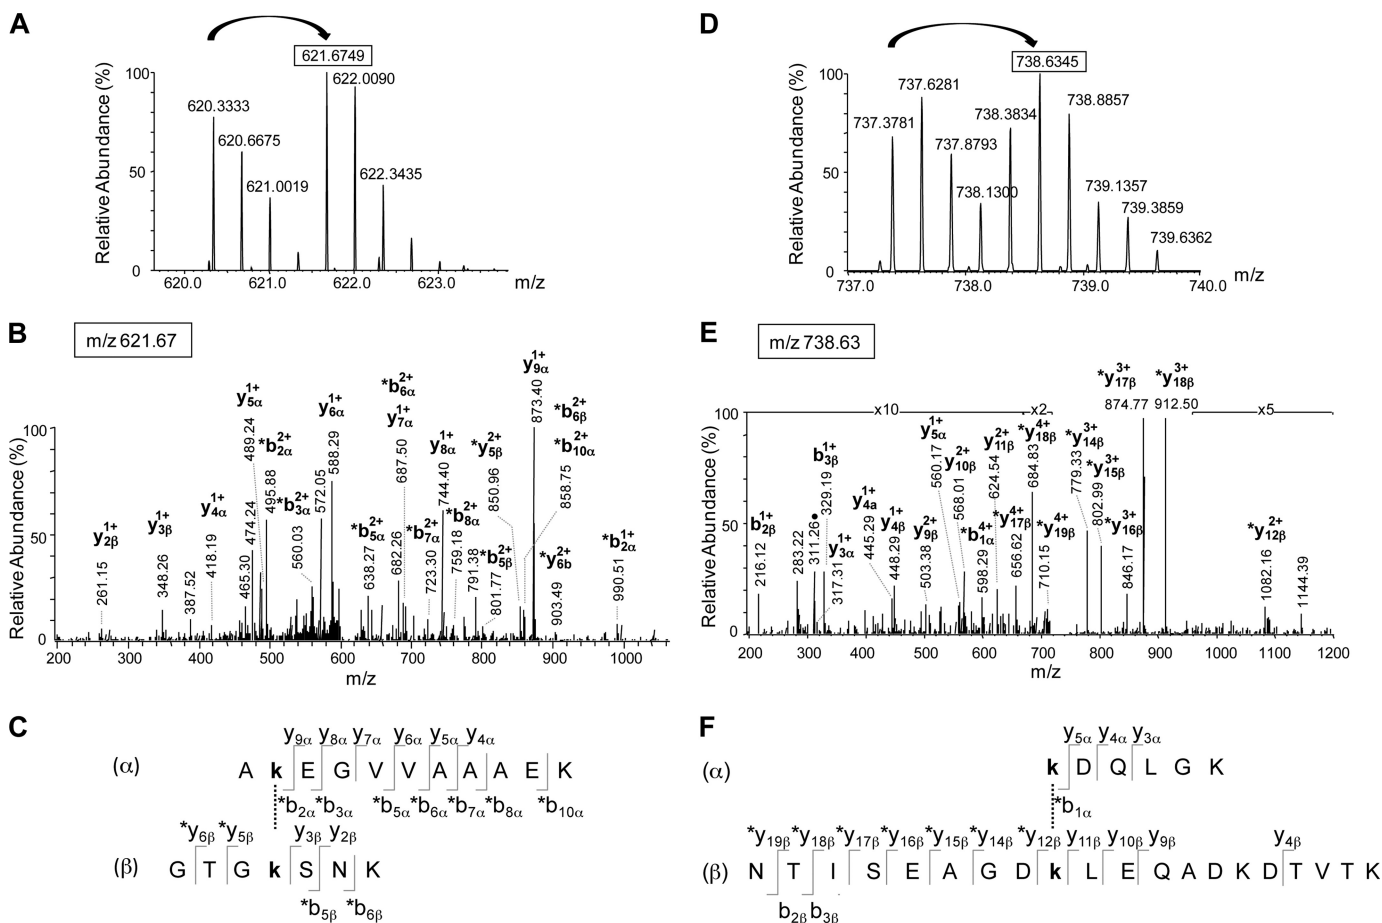 A
621.6749
622.0090
620.3333
620.6675
621.0019
622.3435
Relative Abundance (%)
100
50
0
620.0 621.0 622.0 623.0
m/z
D
738.6345
737.6281
738.8857
737.3781
738.3834
737.8793
738.1300
739.1357
739.3859
739.6362
Relative Abundance (%)
100
50
0
737.0 738.0 739.0 740.0
m/z
B
m/z 621.67
Relative Abundance (%)
100
50
0
y2β1+ 261.15
y3β1+ 348.26
387.52
y4α1+ 418.19
465.30
474.24
y5α1+ 489.24
*b2α2+ 495.88
*b3α2+ 560.03
572.05
y6α1+ 588.29
*b5α2+ 638.27
682.26
*b6α2+
y7α1+ 687.50
*b7α2+ 723.30
y8α1+ 744.40
*b8α2+ 759.18
791.38
*b5β2+ 801.77
*y5β2+ 850.96
*b6β2+
*b10α2+ 858.75
y9α1+ 873.40
*y6b2+ 903.49
*b2α1+ 990.51
200 300 400 500 600 700 800 900 1000
m/z
E
m/z 738.63
Relative Abundance (%)
100
50
0
x10 x2 x5
b2β1+ 216.12
283.22
311.26•
y3α1+ 317.31
b3β1+ 329.19
y4a1+ 445.29
y4β1+ 448.29
y9β2+ 503.38
y5α1+ 560.17
y10β2+ 568.01
*b1α4+ 598.29
y11β2+ 624.54
*y17β4+ 656.62
*y18β4+ 684.83
*y19β4+ 710.15
*y14β3+ 779.33
*y15β3+ 802.99
*y16β3+ 846.17
*y17β3+ 874.77
*y18β3+ 912.50
*y12β2+ 1082.16
1144.39
200 300 400 500 600 700 800 900 1000 1100 1200
m/z
C
y9α y8α y7α y6α y5α y4α
(α) A k E G V V A A A E K
*b2α *b3α *b5α *b6α *b7α *b8α *b10α
*y6β *y5β y3β y2β
(β) G T G k S N K
*b5β *b6β
F
y5α y4α y3α
(α) k D Q L G K
*b1α
*y19β *y18β *y17β *y16β *y15β *y14β *y12β y11β y10β y9β y4β
(β) N T I S E A G D k L E Q A D K D T V T K
b2β b3β